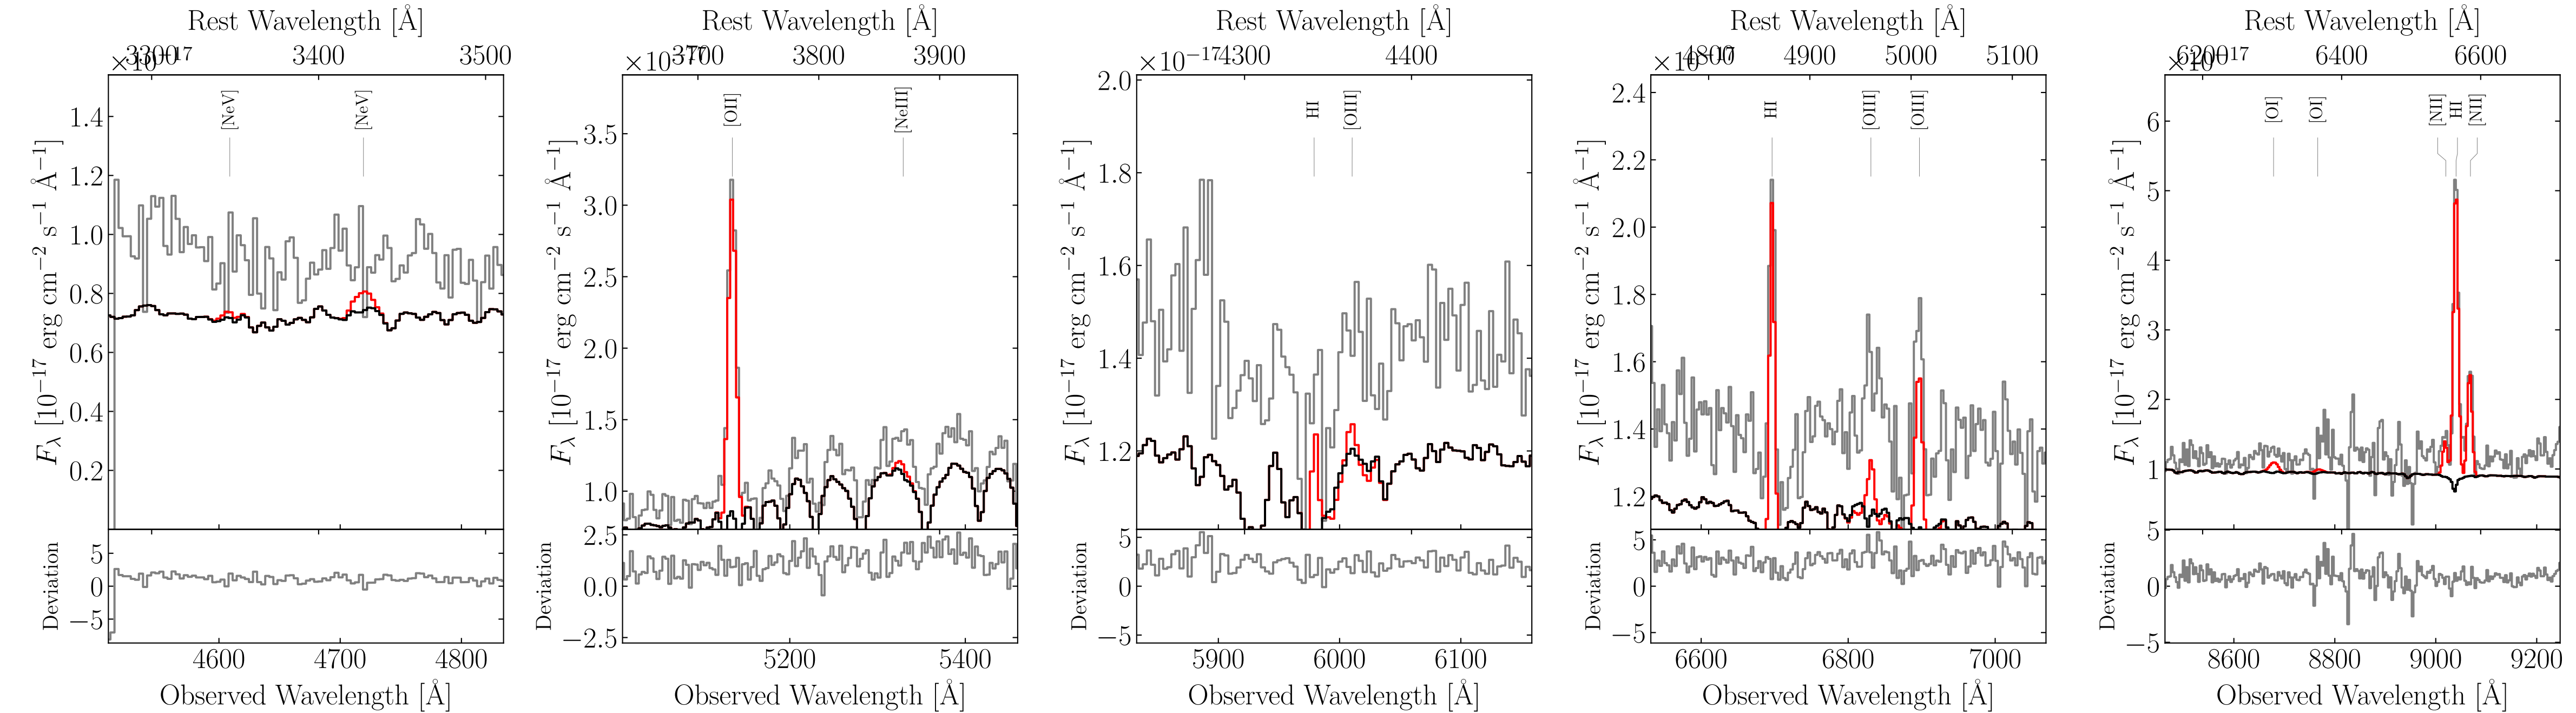 Rest Wavelength [Å] Rest Wavelength [Å] Rest Wavelength [Å] Rest Wavelength [Å] Rest Wavelength [Å]
3400 3500 3800 3900 4300 4400 4900 5000 5100 6400 6600
[NeV] [NeV] [OII] [NeIII] HI [OIII] HI [OIII] [OIII] [OI] [OI] [NII] HI [NII]
F_λ [10⁻¹⁷ erg cm⁻² s⁻¹ Å⁻¹]
1.4
1.2
1.0
0.8
0.6
0.4
0.2
Deviation
5
0
−5
4600 4700 4800
Observed Wavelength [Å]
F_λ [10⁻¹⁷ erg cm⁻² s⁻¹ Å⁻¹]
3.5
3.0
2.5
2.0
1.5
1.0
Deviation
2.5
0.0
−2.5
5200 5400
Observed Wavelength [Å]
F_λ [10⁻¹⁷ erg cm⁻² s⁻¹ Å⁻¹]
2.0
1.8
1.6
1.4
1.2
Deviation
5
0
−5
5900 6000 6100
Observed Wavelength [Å]
F_λ [10⁻¹⁷ erg cm⁻² s⁻¹ Å⁻¹]
2.4
2.2
2.0
1.8
1.6
1.4
1.2
Deviation
5
0
−5
6600 6800 7000
Observed Wavelength [Å]
F_λ [10⁻¹⁷ erg cm⁻² s⁻¹ Å⁻¹]
6
5
4
3
2
1
Deviation
5
0
−5
8600 8800 9000 9200
Observed Wavelength [Å]